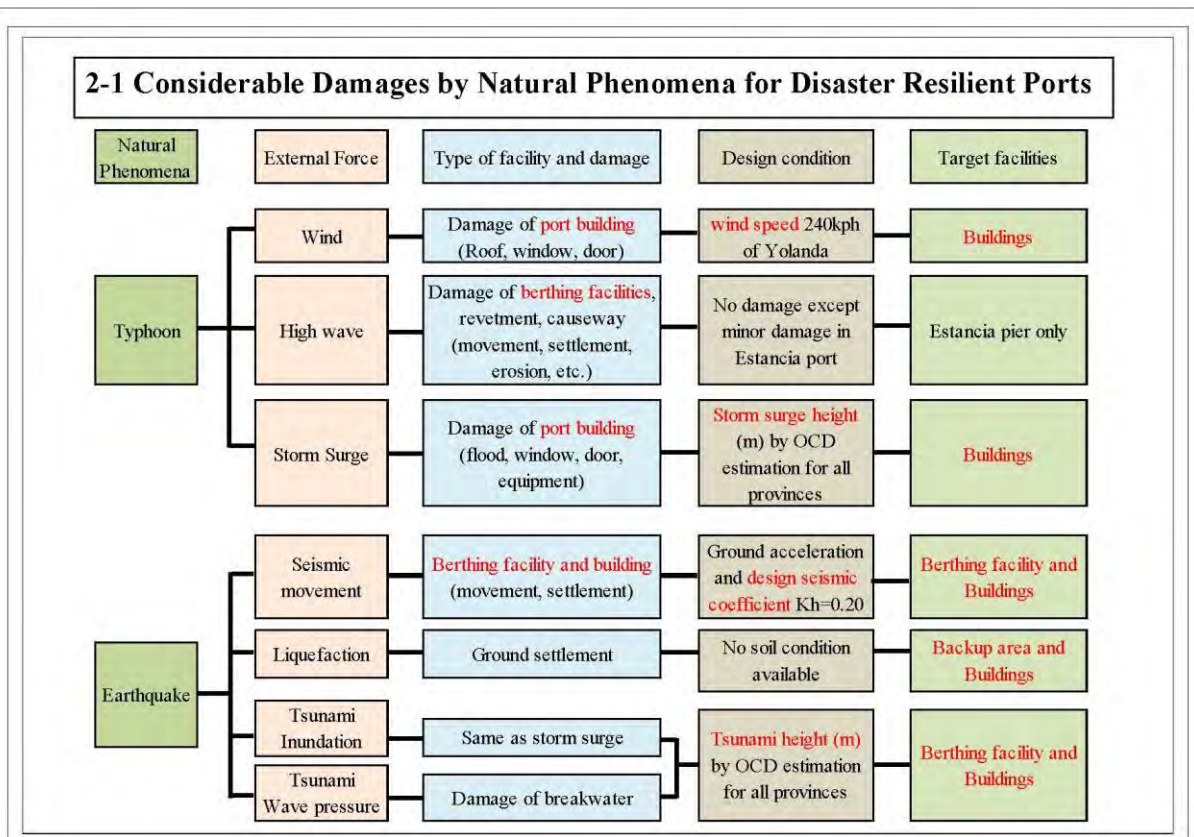 2-1 Considerable Damages by Natural Phenomena for Disaster Resilient Ports
Natural
Phenomena
External Force
Type of facility and damage
Design condition
Target facilities
Typhoon
Wind
Damage of port building
(Roof, window, door)
wind speed 240kph
of Yolanda
Buildings
High wave
Damage of berthing facilities,
revetment, causeway
(movement, settlement,
erosion, etc.)
No damage except
minor damage in
Estancia port
Estancia pier only
Storm Surge
Damage of port building
(flood, window, door,
equipment)
Storm surge height
(m) by OCD
estimation for all
provinces
Buildings
Earthquake
Seismic
movement
Berthing facility and building
(movement, settlement)
Ground acceleration
and design seismic
coefficient Kh=0.20
Berthing facility and
Buildings
Liquefaction
Ground settlement
No soil condition
available
Backup area and
Buildings
Tsunami
Inundation
Same as storm surge
Tsunami
Wave pressure
Damage of breakwater
Tsunami height (m)
by OCD estimation
for all provinces
Berthing facility and
Buildings